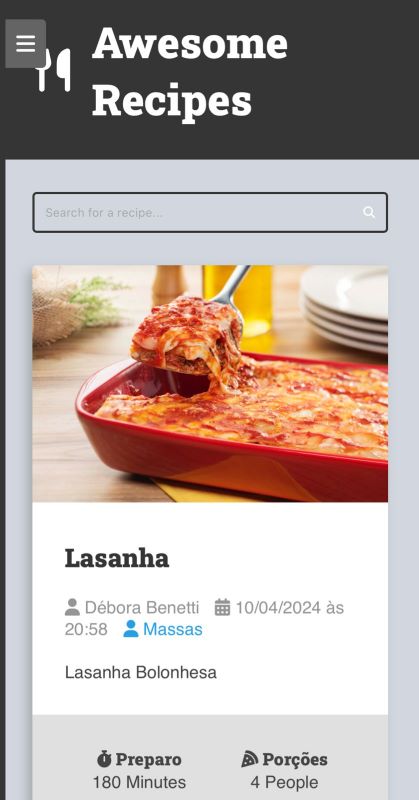 Awesome
Recipes
Search for a recipe...
Lasanha
Débora Benetti 10/04/2024 às
20:58 Massas
Lasanha Bolonhesa
Preparo Porções
180 Minutes 4 People